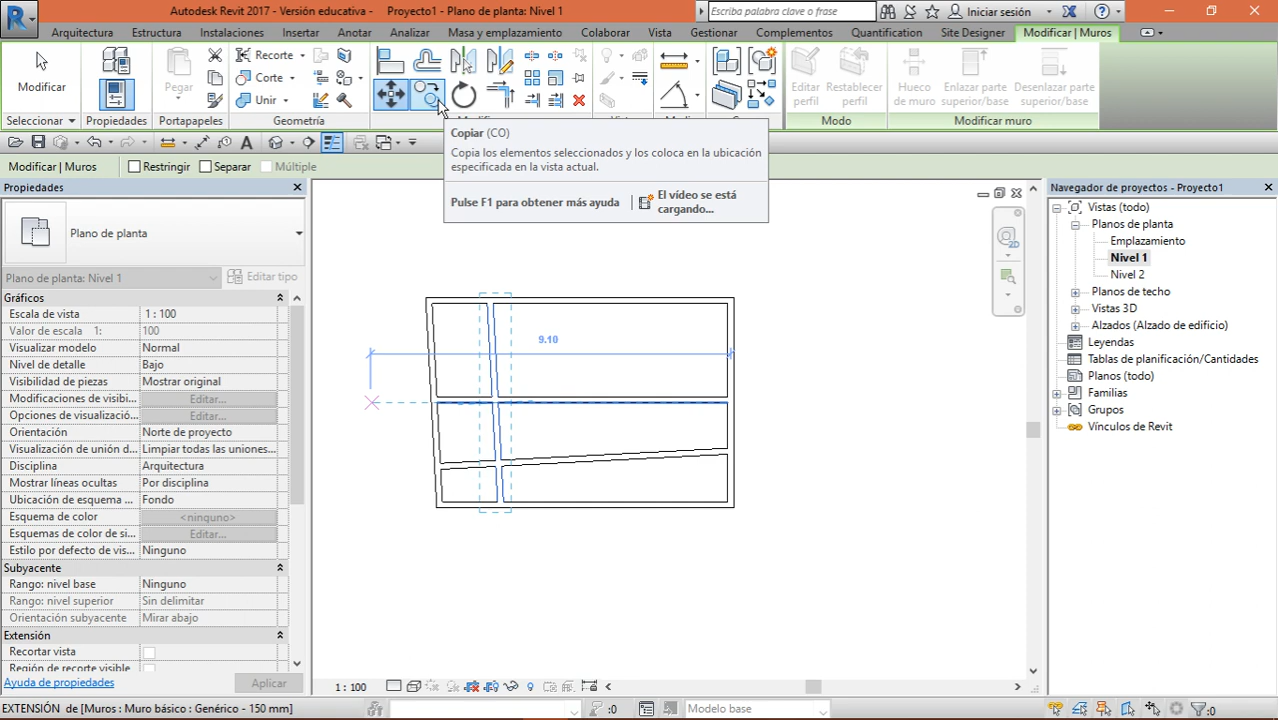 Autodesk Revit 2017 - Versión educativa - Proyecto1 - Plano de planta: Nivel 1
Escriba palabra clave o frase
Iniciar sesión
Arquitectura Estructura Instalaciones Insertar Anotar Analizar Masa y emplazamiento Colaborar Vista Gestionar Complementos Quantification Site Designer Modificar | Muros
Modificar
Pegar
Recorte
Corte
Unir
Editar perfil
Hueco de muro
Enlazar parte superior/base
Desenlazar parte superior/base
Seleccionar Propiedades Portapapeles Geometría Modo Modificar muro
Copiar (CO)
Copia los elementos seleccionados y los coloca en la ubicación
especificada en la vista actual.
Pulse F1 para obtener más ayuda
El vídeo se está
cargando...
Modificar | Muros
Restringir
Separar
Múltiple
Propiedades
Plano de planta
Plano de planta: Nivel 1
Editar tipo
Gráficos
Escala de vista 1 : 100
Valor de escala 1: 100
Visualizar modelo Normal
Nivel de detalle Bajo
Visibilidad de piezas Mostrar original
Modificaciones de visibi... Editar...
Opciones de visualizació... Editar...
Orientación Norte de proyecto
Visualización de unión d... Limpiar todas las uniones...
Disciplina Arquitectura
Mostrar líneas ocultas Por disciplina
Ubicación de esquema ... Fondo
Esquema de color <ninguno>
Esquemas de color de si... Editar...
Estilo por defecto de vis... Ninguno
Subyacente
Rango: nivel base Ninguno
Rango: nivel superior Sin delimitar
Orientación subyacente Mirar abajo
Extensión
Recortar vista
Región de recorte visible
Ayuda de propiedades
Aplicar
9.10
2D
Navegador de proyectos - Proyecto1
Vistas (todo)
Planos de planta
Emplazamiento
Nivel 1
Nivel 2
Planos de techo
Vistas 3D
Alzados (Alzado de edificio)
Leyendas
Tablas de planificación/Cantidades
Planos (todo)
Familias
Grupos
Vínculos de Revit
1 : 100
EXTENSIÓN de [Muros : Muro básico : Genérico - 150 mm]
:0
Modelo base
:0